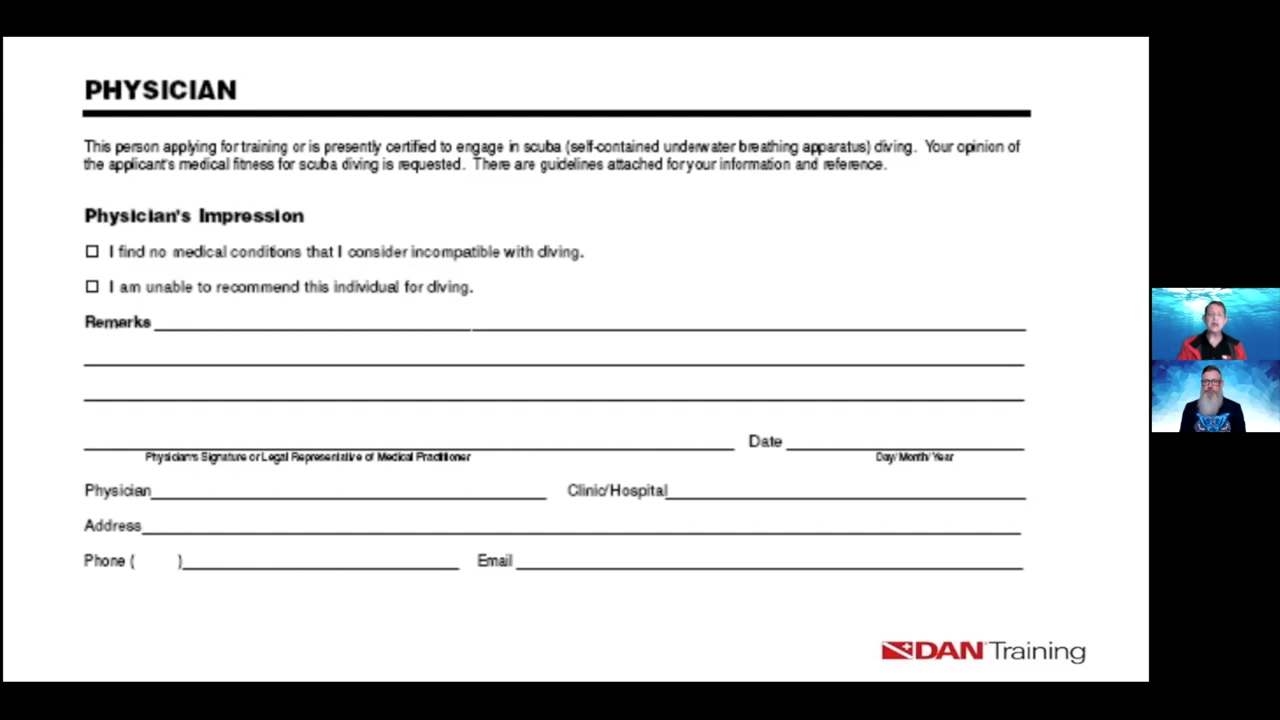 PHYSICIAN
This person applying for training or is presently certified to engage in scuba (self-contained underwater breathing apparatus) diving. Your opinion of
the applicant's medical fitness for scuba diving is requested. There are guidelines attached for your information and reference.
Physician's Impression
I find no medical conditions that I consider incompatible with diving.
I am unable to recommend this individual for diving.
Remarks
Date
Physician's Signature or Legal Representative of Medical Practitioner Day/Month/Year
Physician Clinic/Hospital
Address
Phone ( ) Email
DAN Training